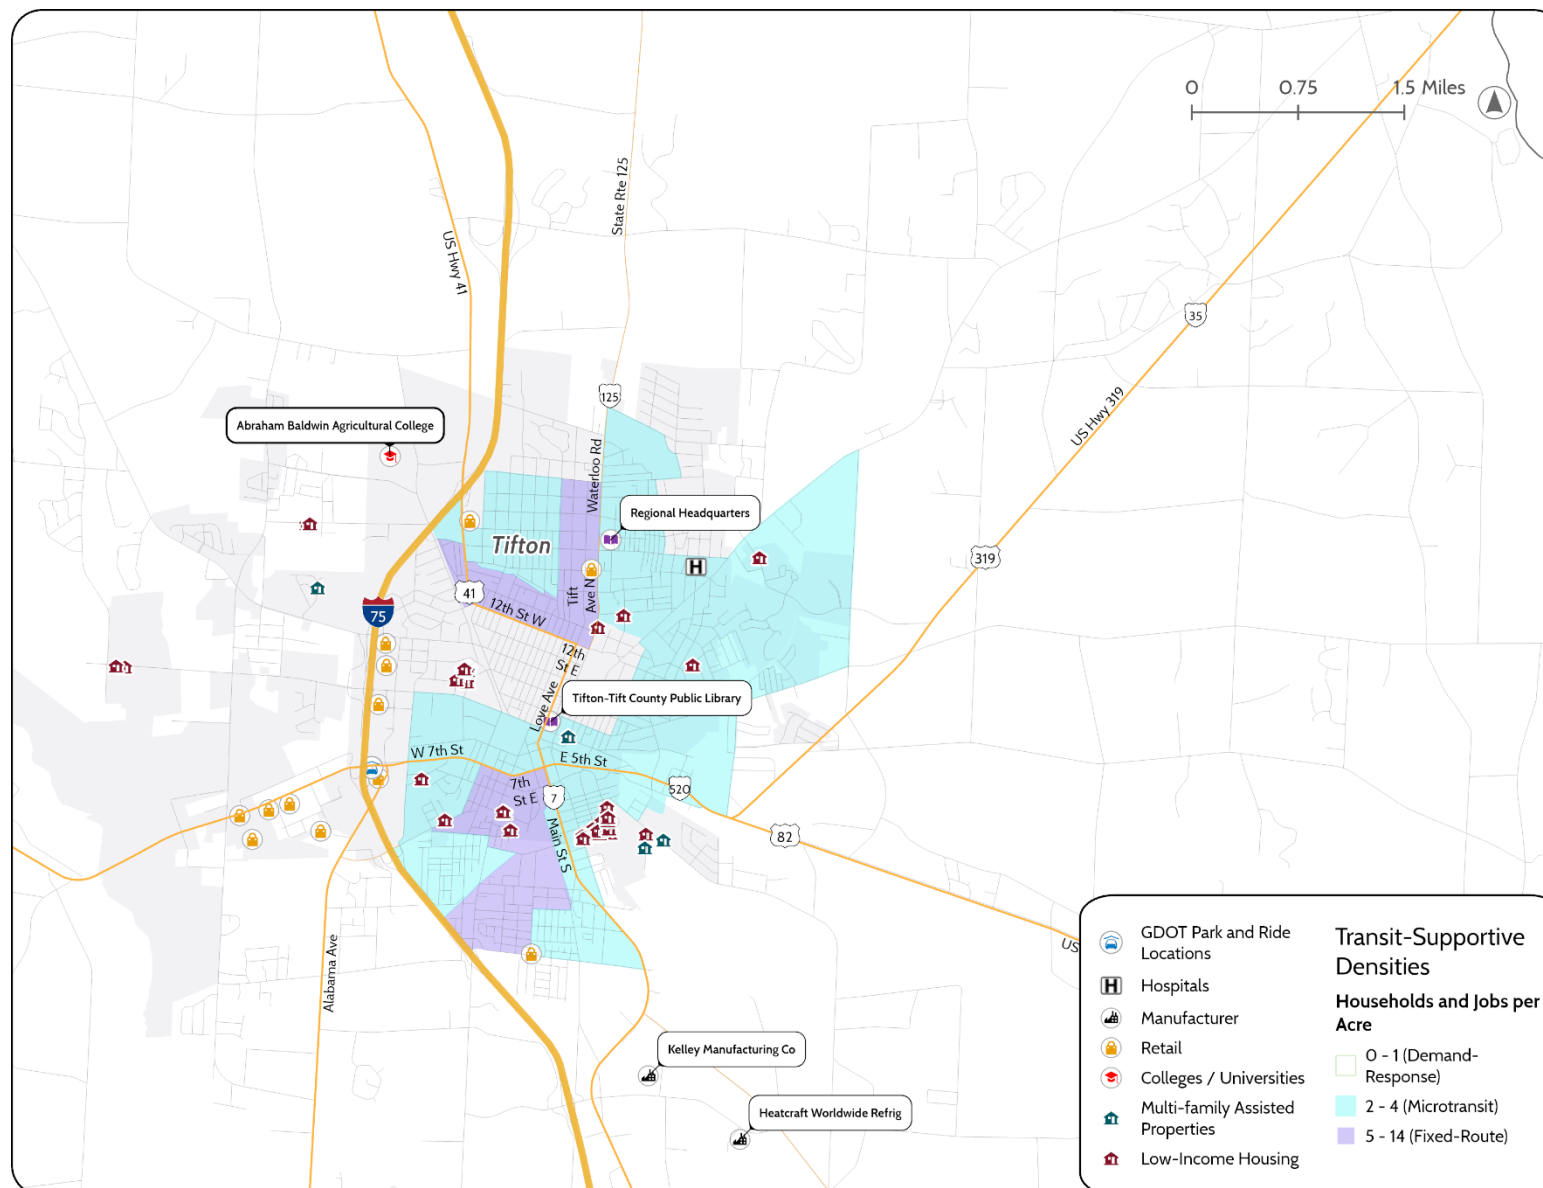 0 0.75 1.5 Miles
State Rte 125
US Hwy 41
35
125
US Hwy 319
Abraham Baldwin Agricultural College
Waterloo Rd
Regional Headquarters
Tifton
H
319
41
75
12th St W
Tift
Ave N
12th
St E
Love Ave
Tifton-Tift County Public Library
W 7th St
E 5th St
7th
St E
7
520
82
Main St S
Alabama Ave
US
Kelley Manufacturing Co
Heatcraft Worldwide Refrig
GDOT Park and Ride
Locations
H Hospitals
Manufacturer
Retail
Colleges / Universities
Multi-family Assisted
Properties
Low-Income Housing
Transit-Supportive
Densities
Households and Jobs per
Acre
0 - 1 (Demand-
Response)
2 - 4 (Microtransit)
5 - 14 (Fixed-Route)